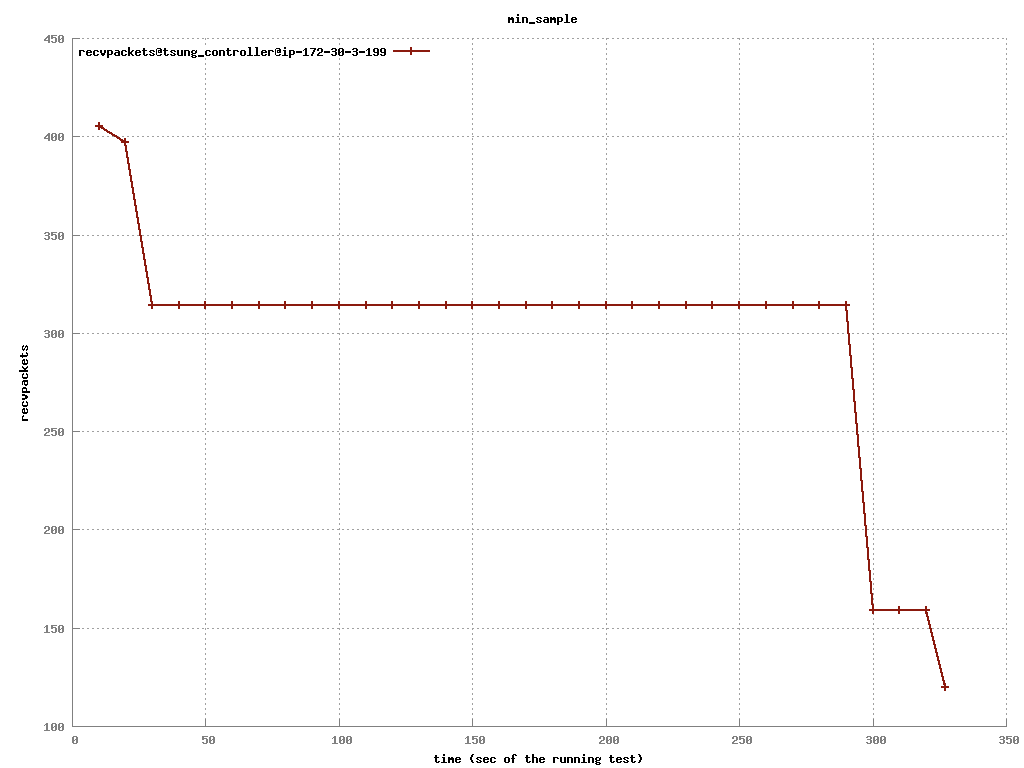 min_sample
450
recvpackets@tsung_controller@ip-172-30-3-199
400
350
300
recvpackets
250
200
150
100
0 50 100 150 200 250 300 350
time (sec of the running test)